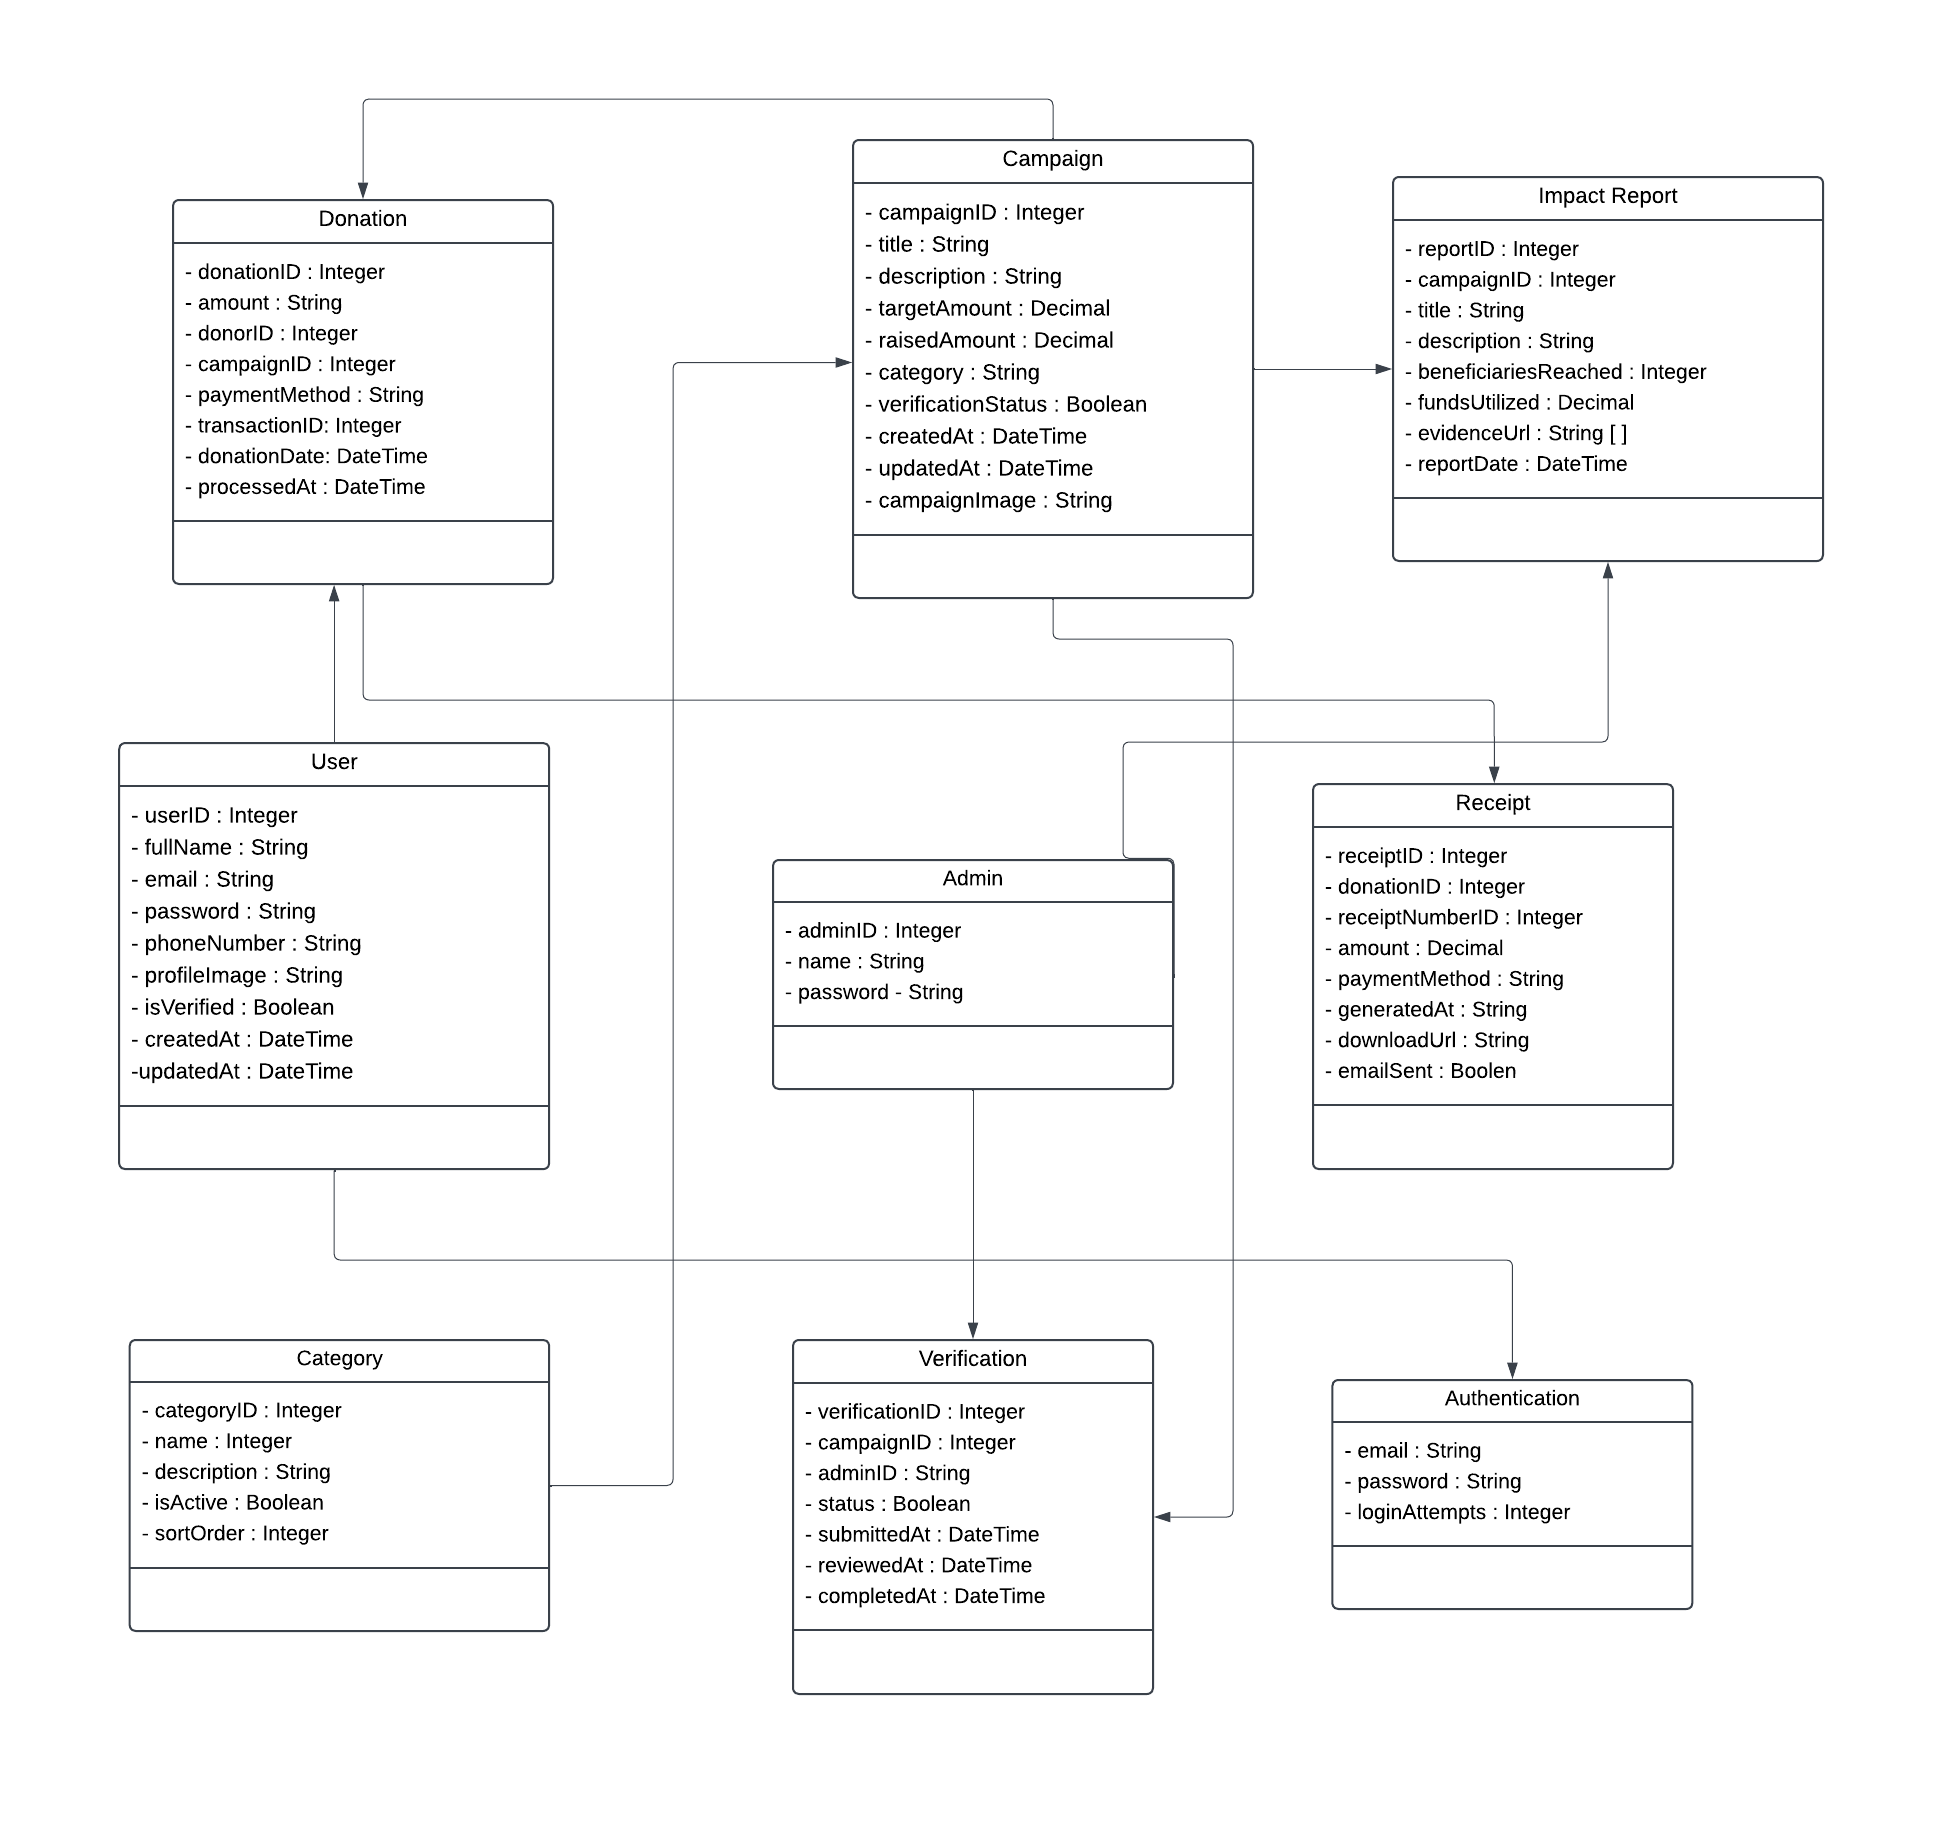 Donation
- donationID : Integer
- amount : String
- donorID : Integer
- campaignID : Integer
- paymentMethod : String
- transactionID: Integer
- donationDate: DateTime
- processedAt : DateTime
Campaign
- campaignID : Integer
- title : String
- description : String
- targetAmount : Decimal
- raisedAmount : Decimal
- category : String
- verificationStatus : Boolean
- createdAt : DateTime
- updatedAt : DateTime
- campaignImage : String
Impact Report
- reportID : Integer
- campaignID : Integer
- title : String
- description : String
- beneficiariesReached : Integer
- fundsUtilized : Decimal
- evidenceUrl : String [ ]
- reportDate : DateTime
User
- userID : Integer
- fullName : String
- email : String
- password : String
- phoneNumber : String
- profileImage : String
- isVerified : Boolean
- createdAt : DateTime
-updatedAt : DateTime
Admin
- adminID : Integer
- name : String
- password - String
Receipt
- receiptID : Integer
- donationID : Integer
- receiptNumberID : Integer
- amount : Decimal
- paymentMethod : String
- generatedAt : String
- downloadUrl : String
- emailSent : Boolen
Category
- categoryID : Integer
- name : Integer
- description : String
- isActive : Boolean
- sortOrder : Integer
Verification
- verificationID : Integer
- campaignID : Integer
- adminID : String
- status : Boolean
- submittedAt : DateTime
- reviewedAt : DateTime
- completedAt : DateTime
Authentication
- email : String
- password : String
- loginAttempts : Integer